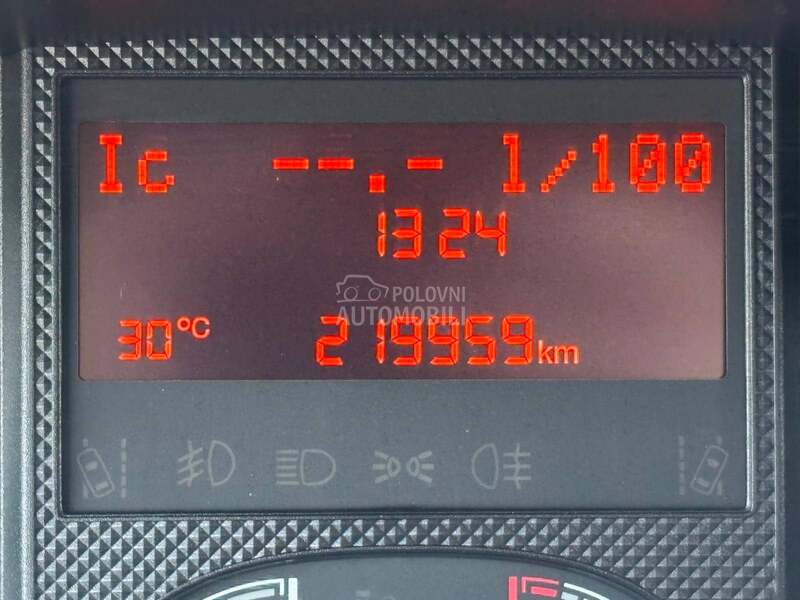 Ic --.- l/100
13 24
POLOVNI
AUTOMOBILI
30°C 219959km